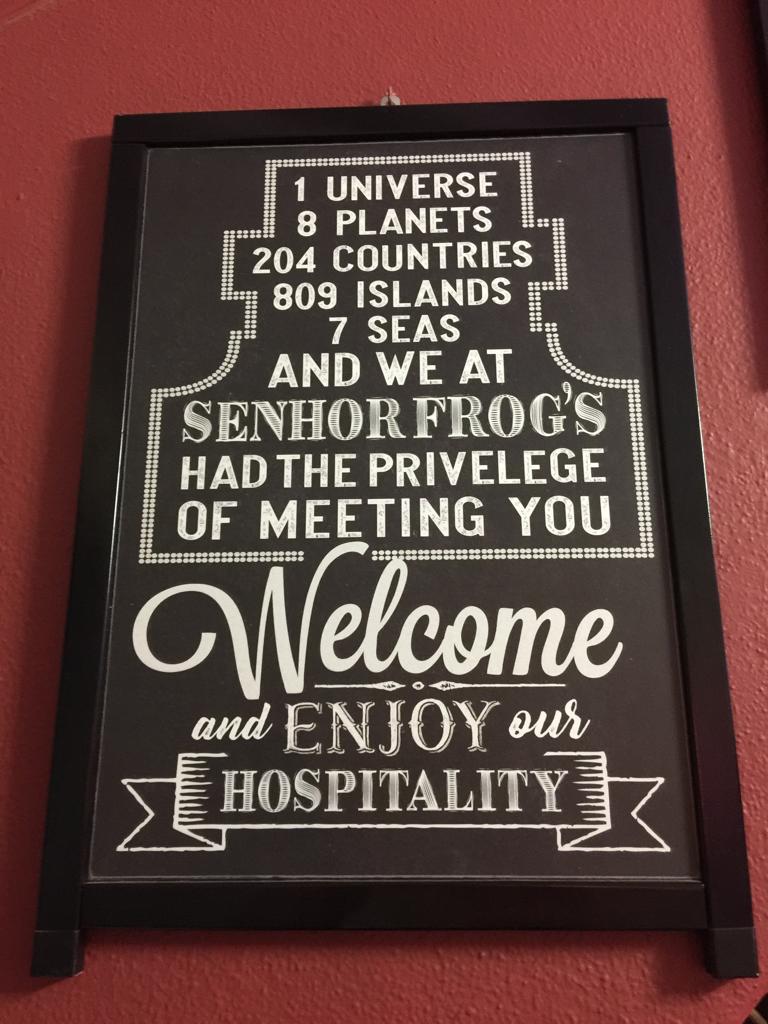 1 UNIVERSE
8 PLANETS
204 COUNTRIES
809 ISLANDS
7 SEAS
AND WE AT
SENHOR FROG'S
HAD THE PRIVELEGE
OF MEETING YOU
Welcome
and ENJOY our
HOSPITALITY